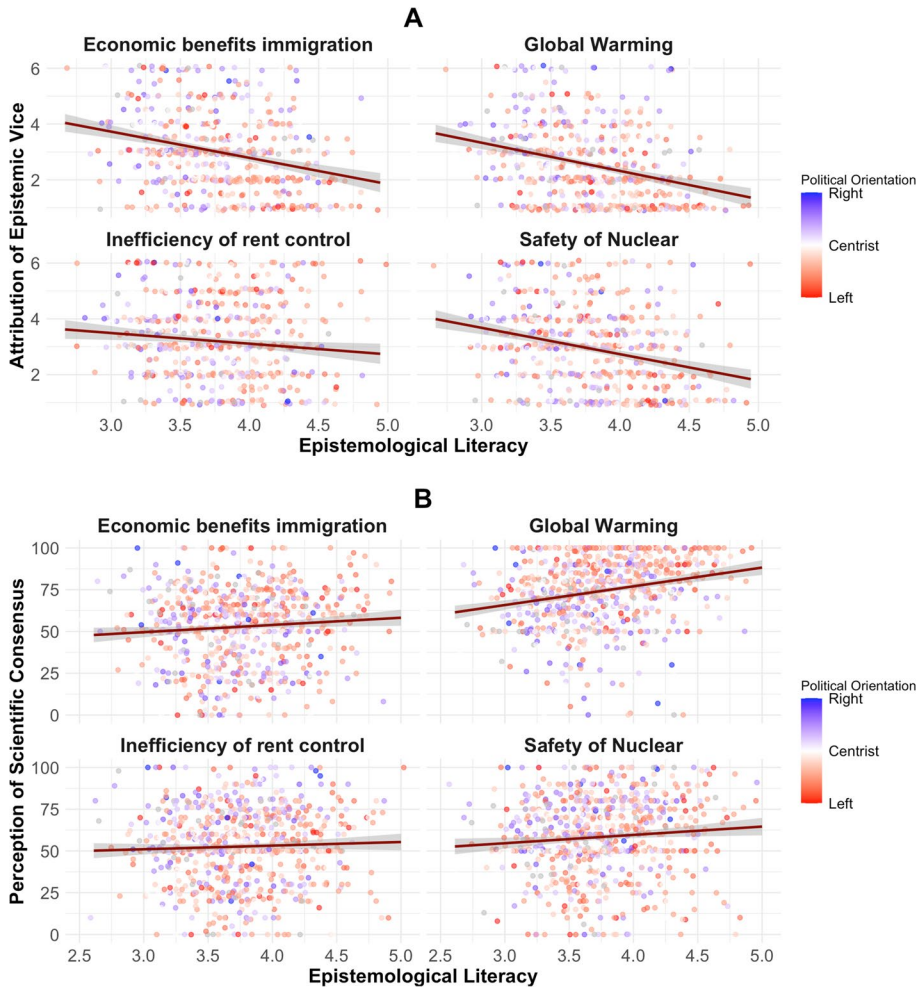 A
Economic benefits immigration
Global Warming
6
4
2
Inefficiency of rent control
Safety of Nuclear
6
4
2
3.0 3.5 4.0 4.5 5.0
3.0 3.5 4.0 4.5 5.0
Attribution of Epistemic Vice
Epistemological Literacy
Political Orientation
Right
Centrist
Left
B
Economic benefits immigration
Global Warming
100
75
50
25
0
Inefficiency of rent control
Safety of Nuclear
100
75
50
25
0
2.5 3.0 3.5 4.0 4.5 5.0
2.5 3.0 3.5 4.0 4.5 5.0
Perception of Scientific Consensus
Epistemological Literacy
Political Orientation
Right
Centrist
Left